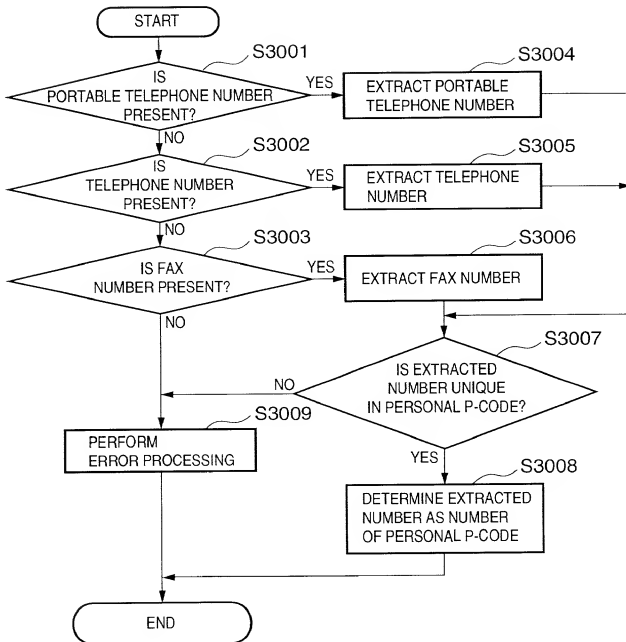 START
S3001
IS
PORTABLE TELEPHONE NUMBER
PRESENT?
YES
NO
S3004
EXTRACT PORTABLE
TELEPHONE NUMBER
S3002
IS
TELEPHONE NUMBER
PRESENT?
YES
NO
S3005
EXTRACT TELEPHONE
NUMBER
S3003
IS FAX
NUMBER PRESENT?
YES
NO
S3006
EXTRACT FAX NUMBER
S3007
IS EXTRACTED
NUMBER UNIQUE
IN PERSONAL P-CODE?
NO
YES
S3009
PERFORM
ERROR PROCESSING
S3008
DETERMINE EXTRACTED
NUMBER AS NUMBER
OF PERSONAL P-CODE
END